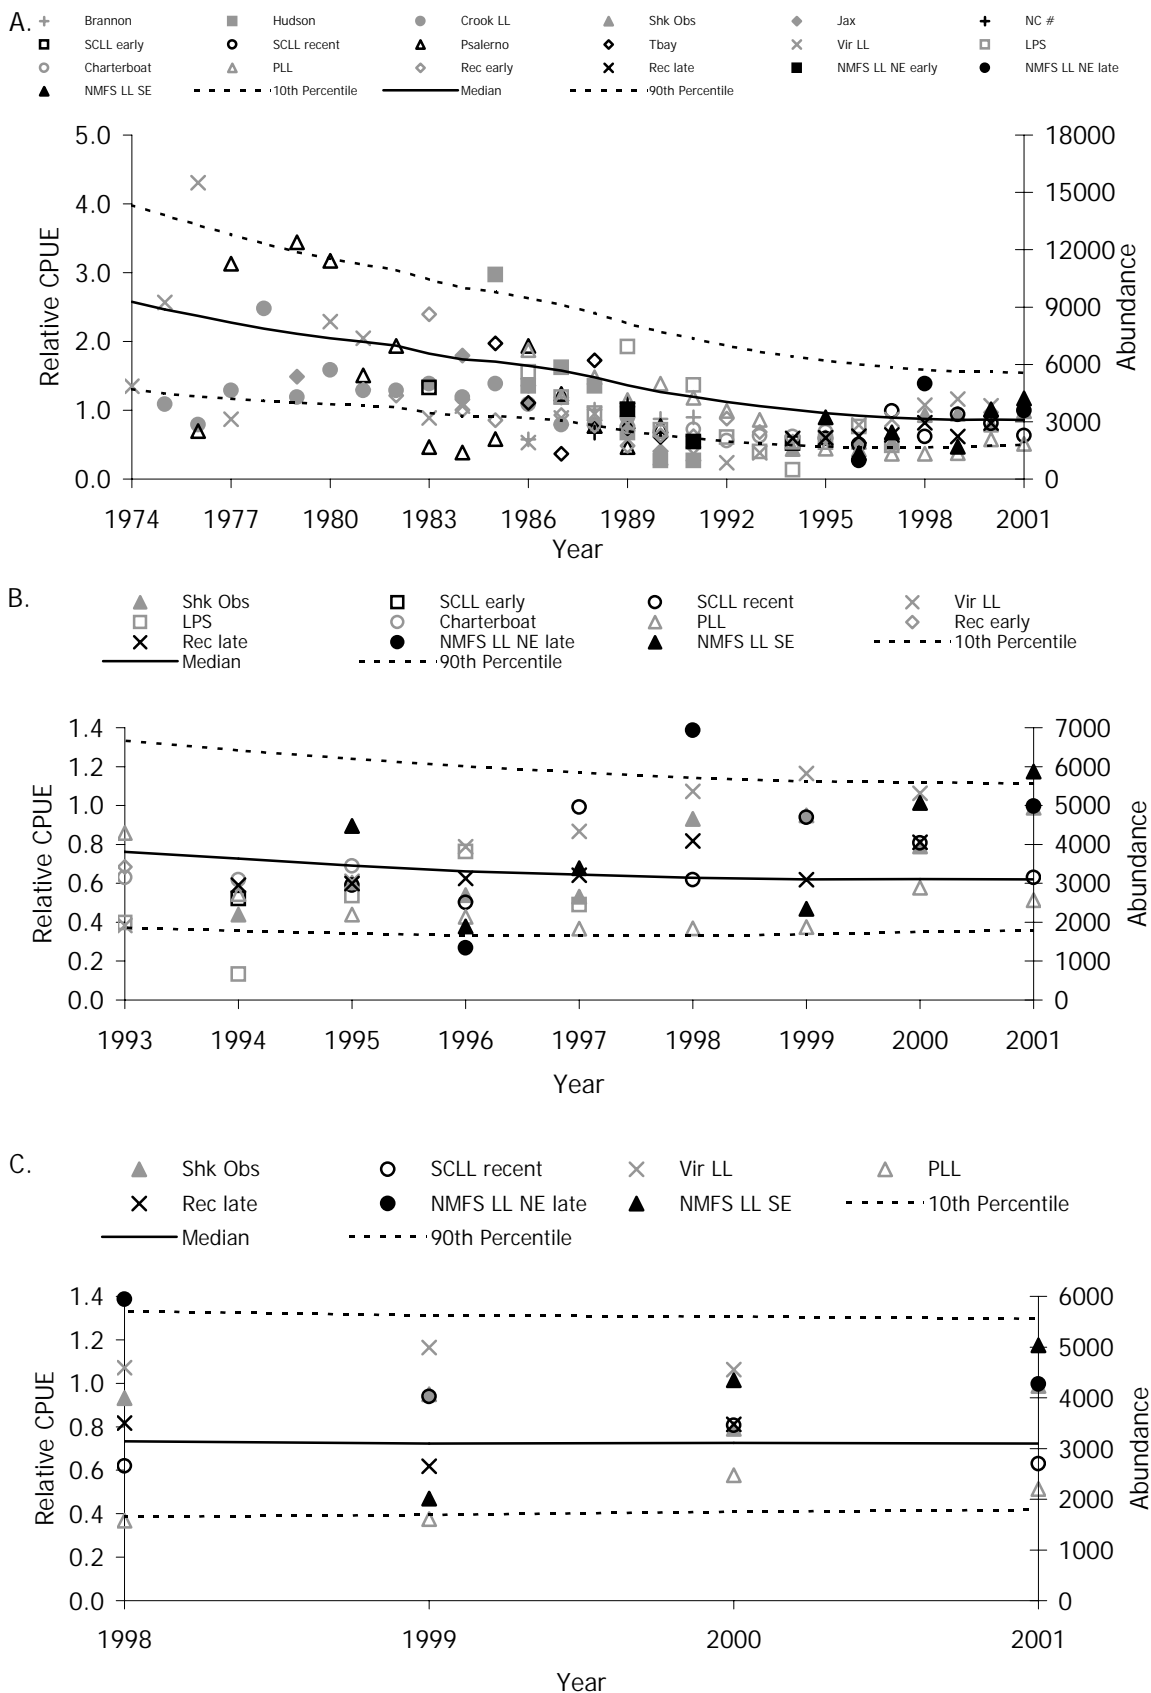 A.
Brannon Hudson Crook LL Shk Obs Jax NC #
SCLL early SCLL recent Psalerno Tbay Vir LL LPS
Charterboat PLL Rec early Rec late NMFS LL NE early NMFS LL NE late
NMFS LL SE 10th Percentile Median 90th Percentile
5.0 18000
15000
4.0
12000
3.0
9000
2.0
6000
1.0
3000
0.0 0
Relative CPUE
Abundance
1974 1977 1980 1983 1986 1989 1992 1995 1998 2001
Year
B.
Shk Obs SCLL early SCLL recent Vir LL
LPS Charterboat PLL Rec early
Rec late NMFS LL NE late NMFS LL SE 10th Percentile
Median 90th Percentile
1.4 7000
1.2 6000
1.0 5000
0.8 4000
0.6 3000
0.4 2000
0.2 1000
0.0 0
Relative CPUE
Abundance
1993 1994 1995 1996 1997 1998 1999 2000 2001
Year
C.
Shk Obs SCLL recent Vir LL PLL
Rec late NMFS LL NE late NMFS LL SE 10th Percentile
Median 90th Percentile
1.4 6000
1.2 5000
1.0 4000
0.8
0.6 3000
0.4 2000
0.2 1000
0.0 0
Relative CPUE
Abundance
1998 1999 2000 2001
Year